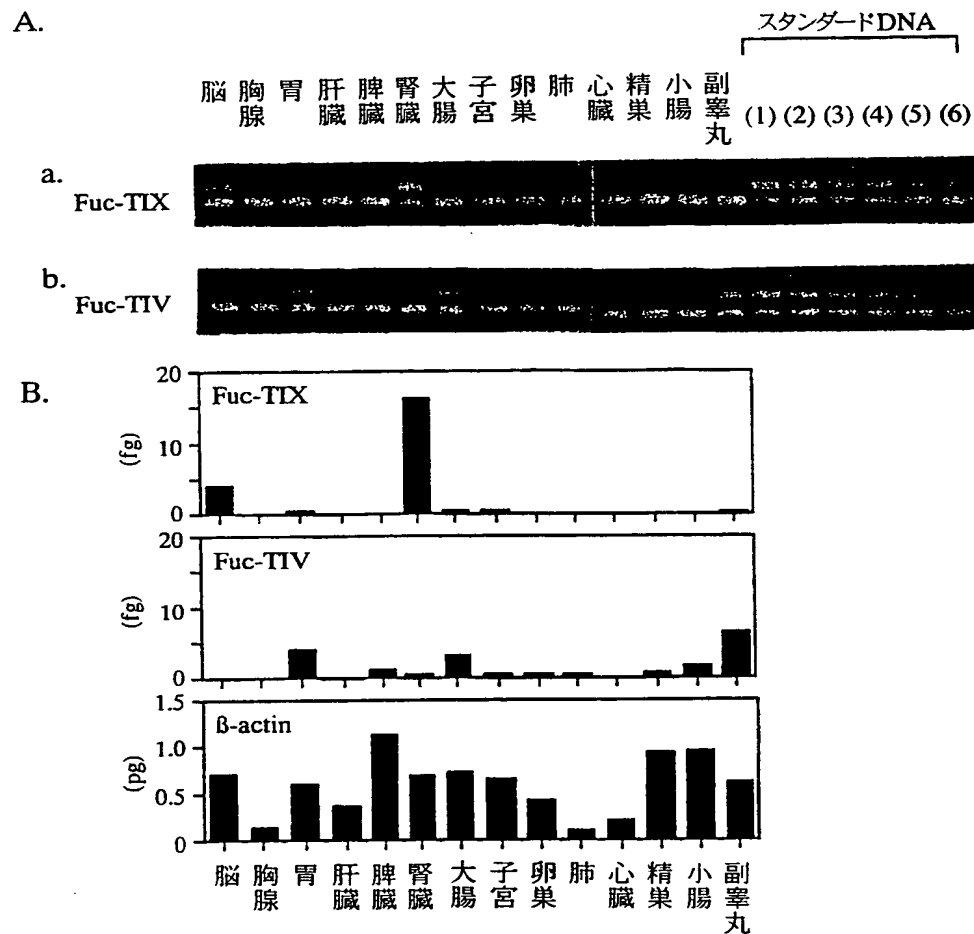 A.
スタンダードDNA
脳 胸腺 胃 肝臓 脾臓 腎臓 大腸 子宮 卵巣 肺 心臓 精巣 小腸 副睾丸 (1) (2) (3) (4) (5) (6)
a.
Fuc-TIX
b.
Fuc-TIV
B.
20
Fuc-TIX
(fg)
10
0
20
Fuc-TIV
(fg)
10
0
1.5
ß-actin
1.0
(pg)
0.5
0
脳 胸腺 胃 肝臓 脾臓 腎臓 大腸 子宮 卵巣 肺 心臓 精巣 小腸 副睾丸